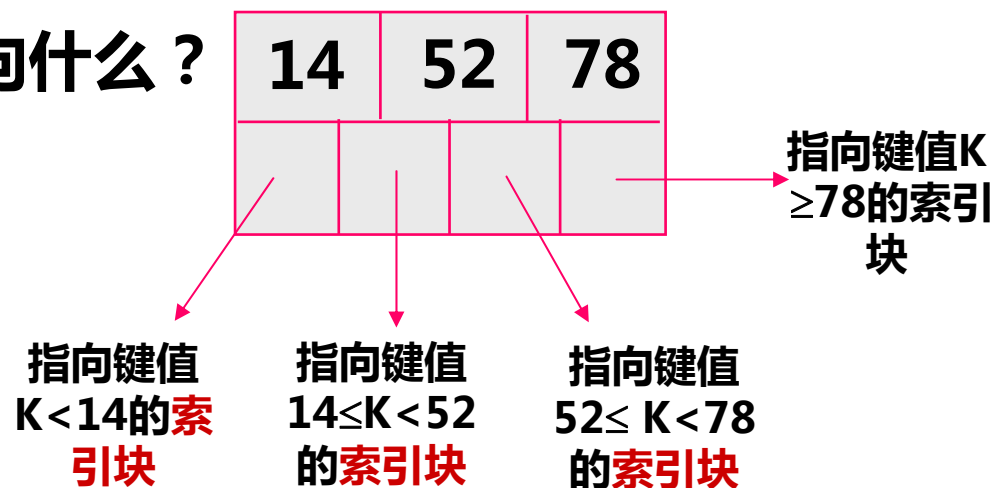 向什么？
14 52 78
指向键值K
≥78的索引
块
指向键值
K<14的索
引块
指向键值
14≤K<52
的索引块
指向键值
52≤ K<78
的索引块